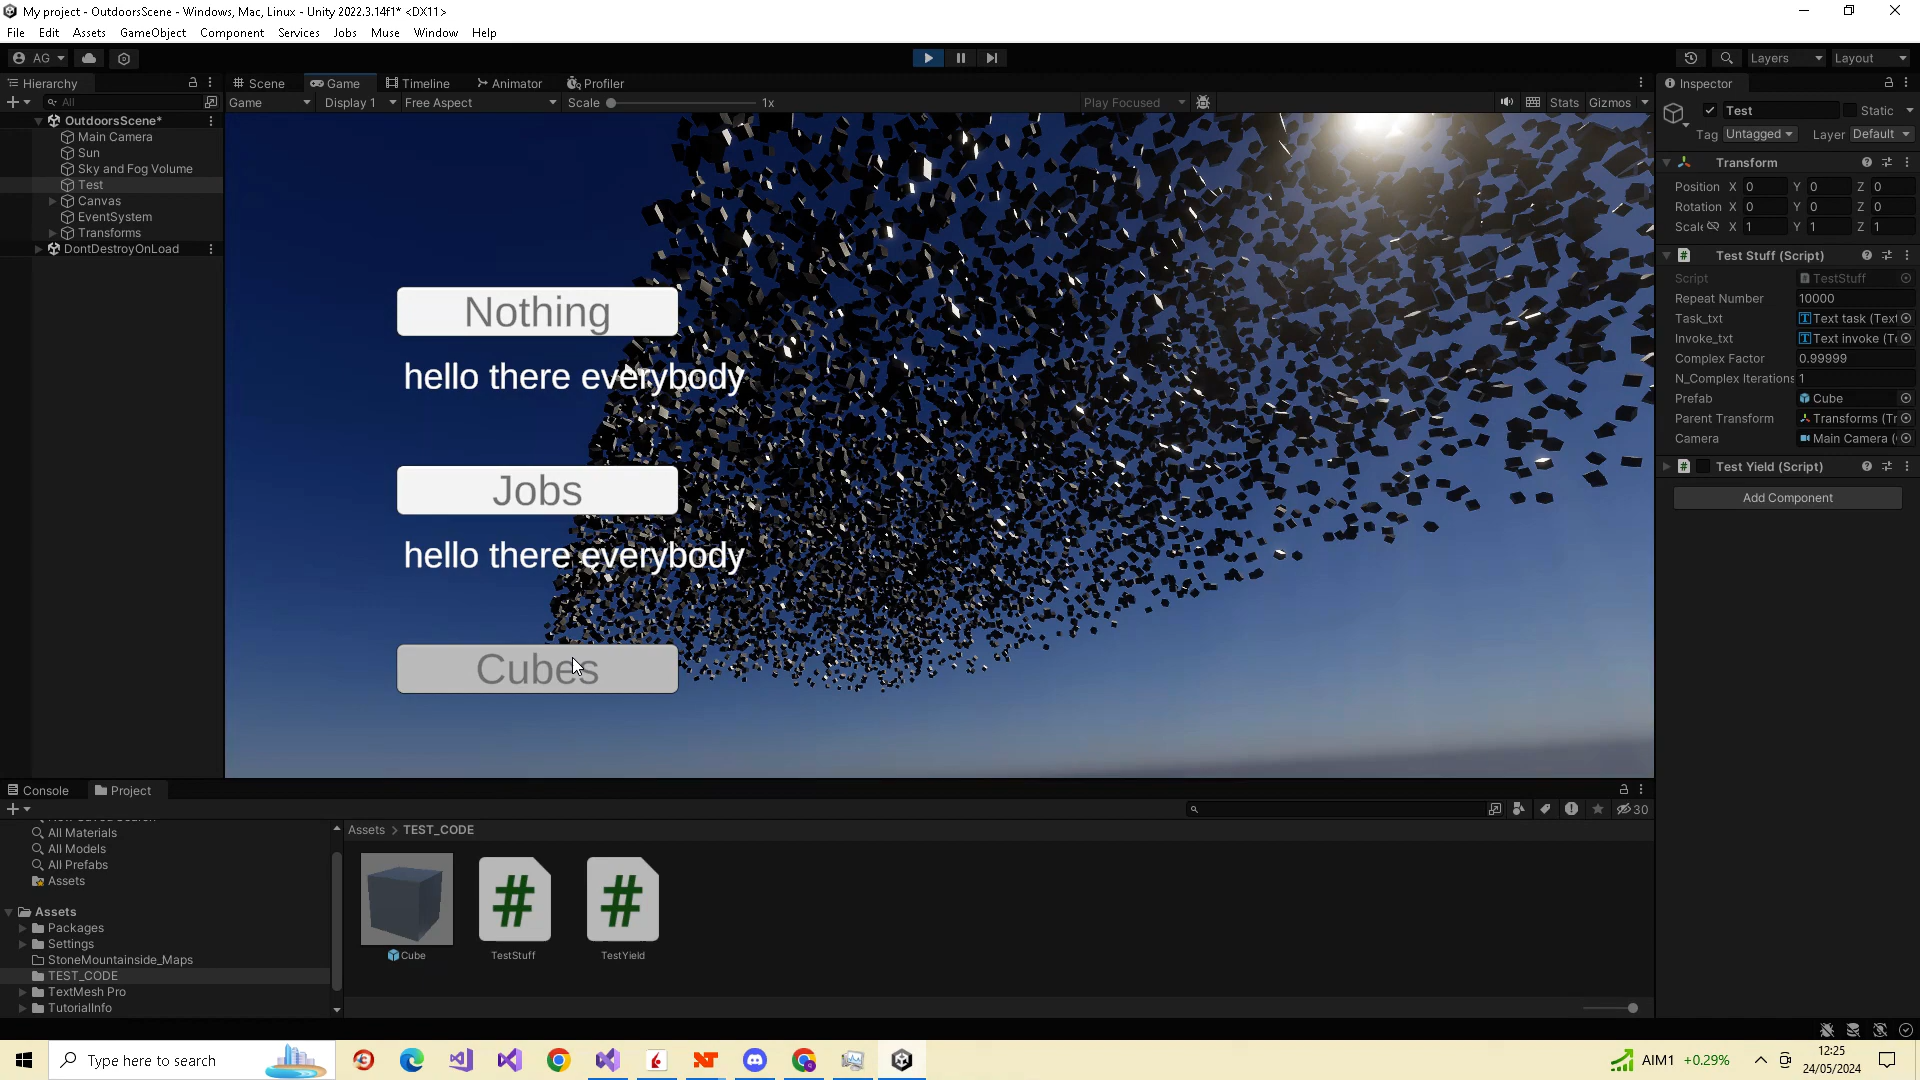 My project - OutdoorsScene - Windows, Mac, Linux - Unity 2022.3.14f1* <DX11>
File Edit Assets GameObject Component Services Jobs Muse Window Help
AG
Layers Layout
Hierarchy
Scene Game Timeline Animator Profiler
Inspector
All
Game Display 1 Free Aspect Scale 1x Play Focused Stats Gizmos
OutdoorsScene*
Main Camera
Sun
Sky and Fog Volume
Test
Canvas
EventSystem
Transforms
DontDestroyOnLoad
Nothing
hello there everybody
Jobs
hello there everybody
Cubes
Test Static
Tag Untagged Layer Default
Transform
Position X 0 Y 0 Z 0
Rotation X 0 Y 0 Z 0
Scale X 1 Y 1 Z 1
# Test Stuff (Script)
Script TestStuff
Repeat Number 10000
Task_txt Text task (Text
Invoke_txt Text invoke (Te
Complex Factor 0.99999
N_Complex Iterations 1
Prefab Cube
Parent Transform Transforms (Tr
Camera Main Camera (
# Test Yield (Script)
Add Component
Console Project
30
All Materials
All Models
All Prefabs
Assets
Assets
Packages
Settings
StoneMountainside_Maps
TEST_CODE
TextMesh Pro
TutorialInfo
Assets > TEST_CODE
# #
Cube TestStuff TestYield
Type here to search
AIM1 +0.29%
12:25
24/05/2024